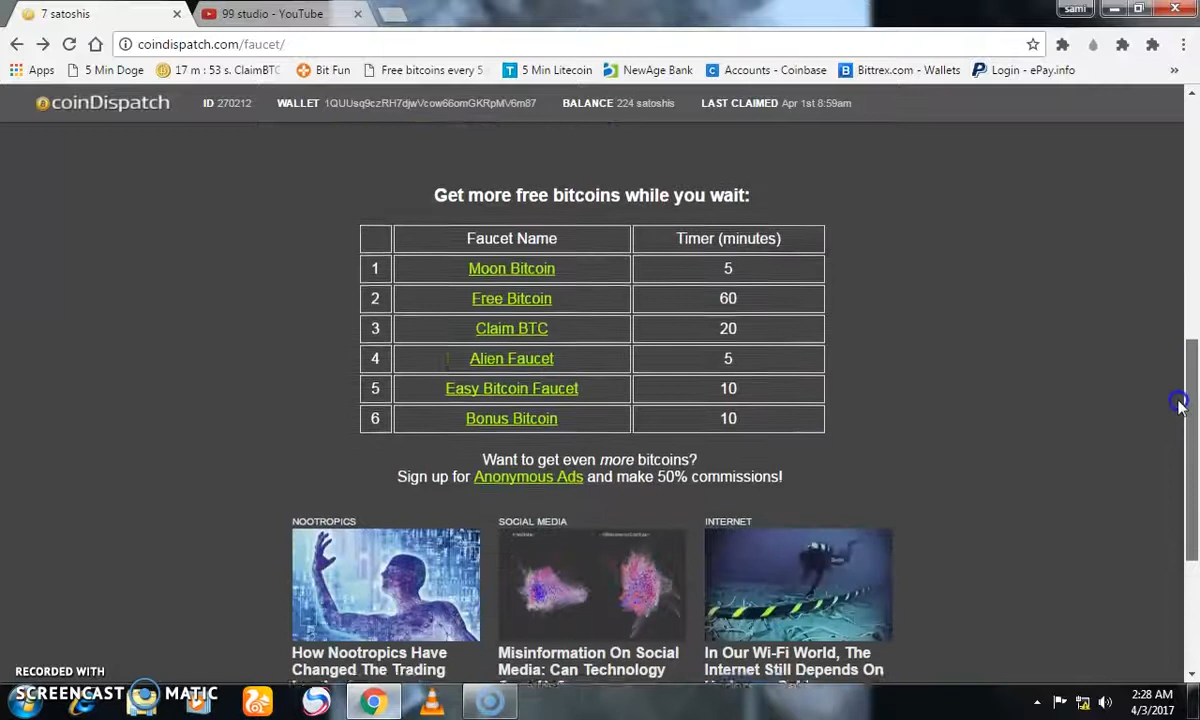 7 satoshis
99 studio - YouTube
sami
coindispatch.com/faucet/
Apps
5 Min Doge
17 m : 53 s. ClaimBTC
Bit Fun
Free bitcoins every 5
5 Min Litecoin
NewAge Bank
Accounts - Coinbase
Bittrex.com - Wallets
Login - ePay.info
coinDispatch ID 270212 WALLET 1QUUsq9czRH7djwVcow66omGKRpMV6m87 BALANCE 224 satoshis LAST CLAIMED Apr 1st 8:59am
Get more free bitcoins while you wait:
Faucet Name Timer (minutes)
1 Moon Bitcoin 5
2 Free Bitcoin 60
3 Claim BTC 20
4 Alien Faucet 5
5 Easy Bitcoin Faucet 10
6 Bonus Bitcoin 10
Want to get even more bitcoins?
Sign up for Anonymous Ads and make 50% commissions!
NOOTROPICS
How Nootropics Have
Changed The Trading
SOCIAL MEDIA
Misinformation On Social
Media: Can Technology
INTERNET
In Our Wi-Fi World, The
Internet Still Depends On
RECORDED WITH
SCREENCAST MATIC
2:28 AM
4/3/2017